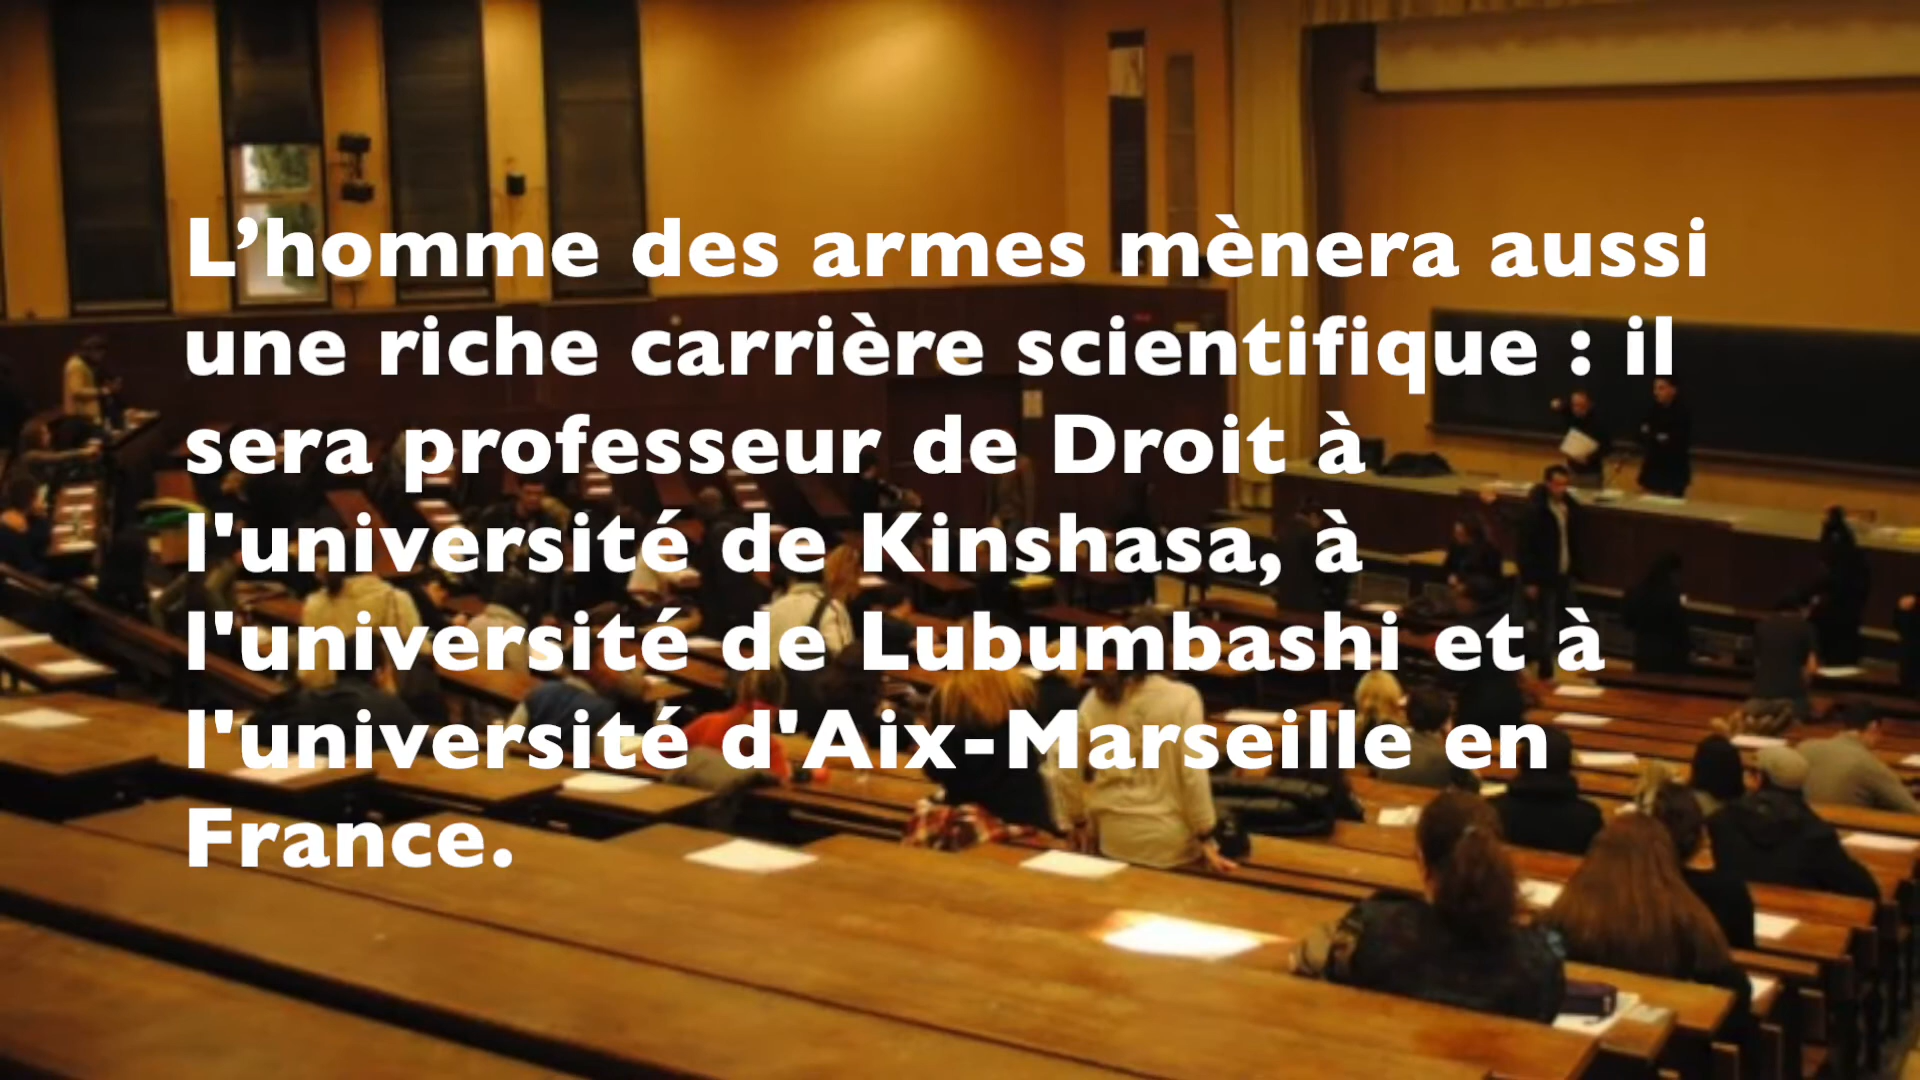 L’homme des armes mènera aussi
une riche carrière scientifique : il
sera professeur de Droit à
l'université de Kinshasa, à
l'université de Lubumbashi et à
l'université d'Aix-Marseille en
France.